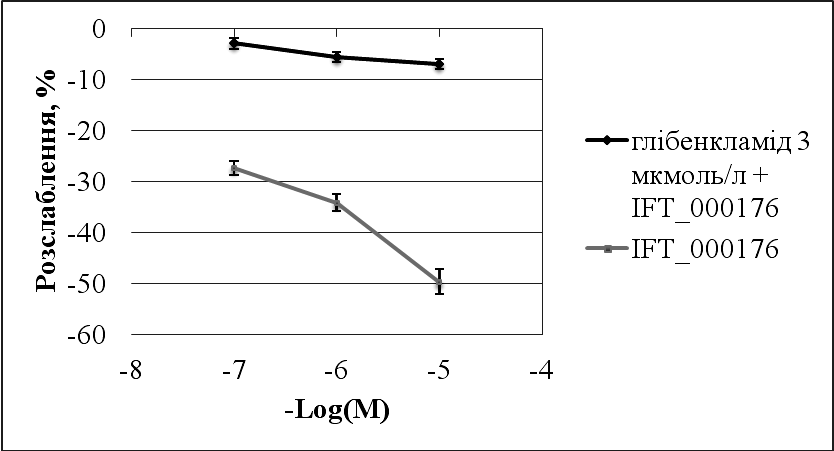 0
-10
-20
-30
-40
-50
-60
Розслаблення, %
-8
-7
-6
-5
-4
-Log(M)
глібенкламід 3
мкмоль/л +
IFT_000176
IFT_000176